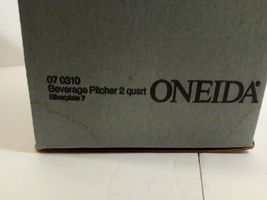 07 0310
Beverage Pitcher 2 quart
Silverplate 7
ONEIDA®